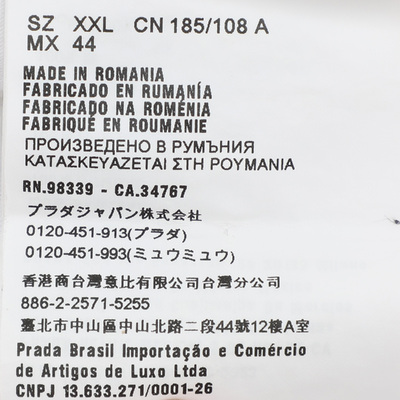 SZ XXL CN 185/108 A
MX 44
MADE IN ROMANIA
FABRICADO EN RUMANÍA
FABRICADO NA ROMÉNIA
FABRIQUÉ EN ROUMANIE
ПРОИЗВЕДЕНО В РУМЪНИЯ
ΚΑΤΑΣΚΕΥΑΖΕΤΑΙ ΣΤΗ ΡΟΥΜΑΝΙΑ
RN.98339 - CA.34767
プラダジャパン株式会社
0120-451-913(プラダ)
0120-451-993(ミュウミュウ)
香港商台灣意比有限公司台灣分公司
886-2-2571-5255
臺北市中山區中山北路二段44號12樓A室
Prada Brasil Importação e Comércio
de Artigos de Luxo Ltda
CNPJ 13.633.271/0001-26